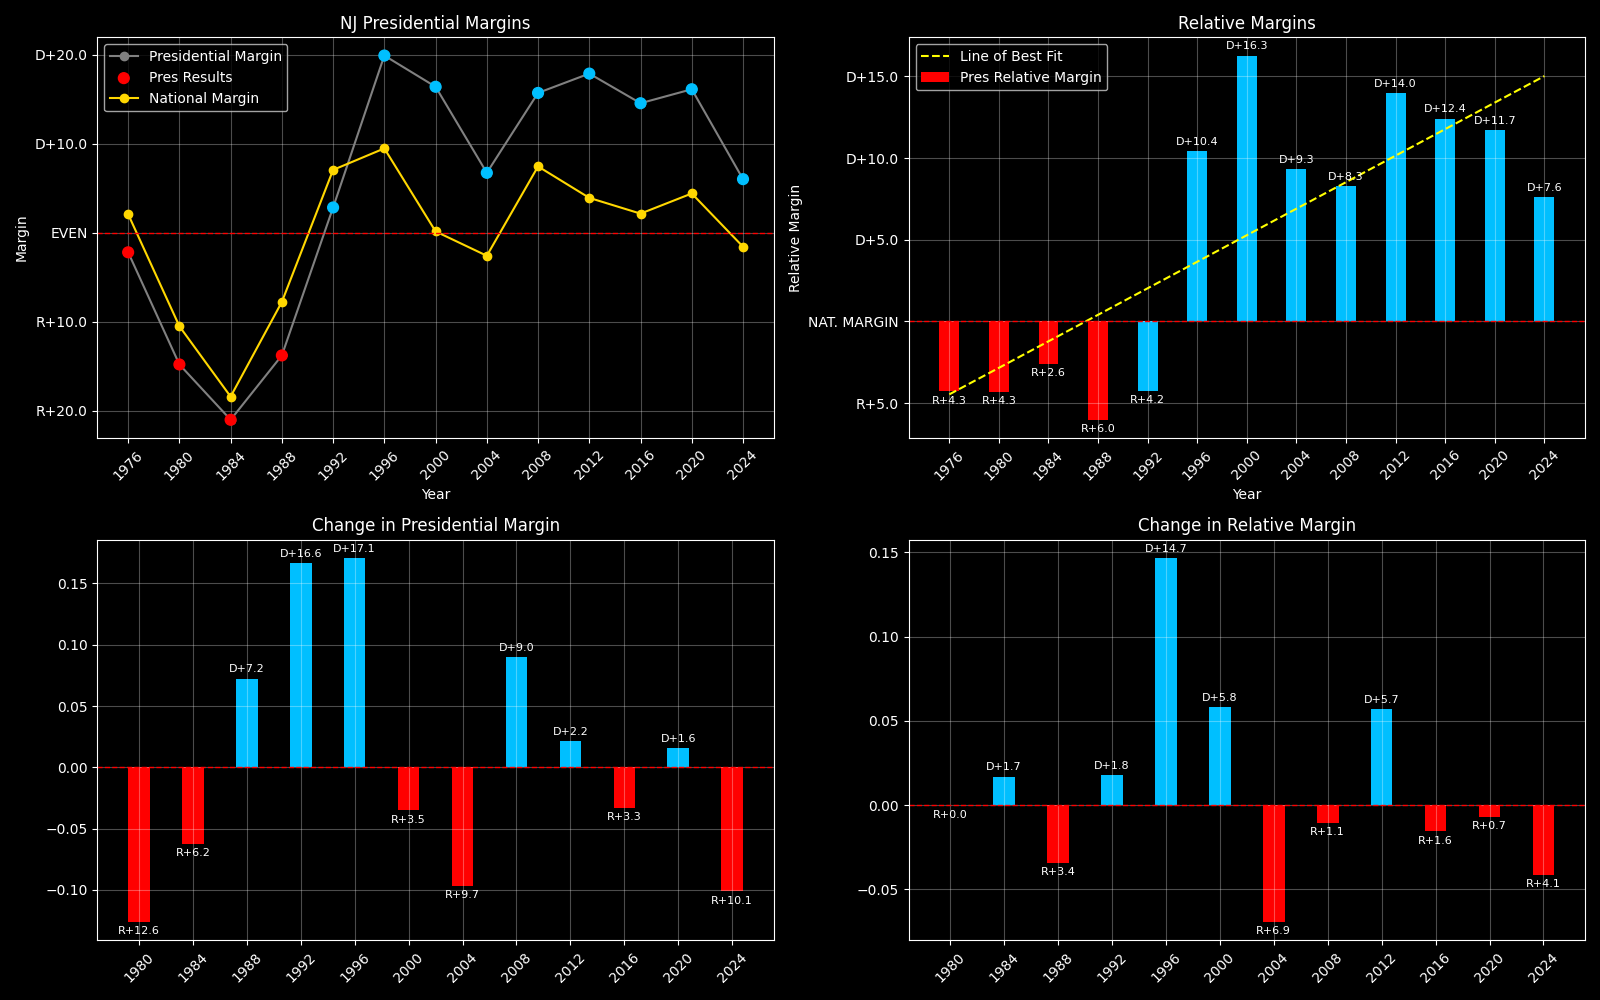 NJ Presidential Margins
Presidential Margin
Pres Results
National Margin
D+20.0
D+10.0
EVEN
R+10.0
R+20.0
Margin
1976
1980
1984
1988
1992
1996
2000
2004
2008
2012
2016
2020
2024
Year
Relative Margins
Line of Best Fit
Pres Relative Margin
D+15.0
D+10.0
D+5.0
NAT. MARGIN
R+5.0
Relative Margin
R+4.3
R+4.3
R+2.6
R+6.0
R+4.2
D+10.4
D+16.3
D+9.3
D+8.3
D+14.0
D+12.4
D+11.7
D+7.6
1976
1980
1984
1988
1992
1996
2000
2004
2008
2012
2016
2020
2024
Year
Change in Presidential Margin
0.15
0.10
0.05
0.00
−0.05
−0.10
R+12.6
R+6.2
D+7.2
D+16.6
D+17.1
R+3.5
R+9.7
D+9.0
D+2.2
R+3.3
D+1.6
R+10.1
1980
1984
1988
1992
1996
2000
2004
2008
2012
2016
2020
2024
Change in Relative Margin
0.15
0.10
0.05
0.00
−0.05
R+0.0
D+1.7
R+3.4
D+1.8
D+14.7
D+5.8
R+6.9
R+1.1
D+5.7
R+1.6
R+0.7
R+4.1
1980
1984
1988
1992
1996
2000
2004
2008
2012
2016
2020
2024